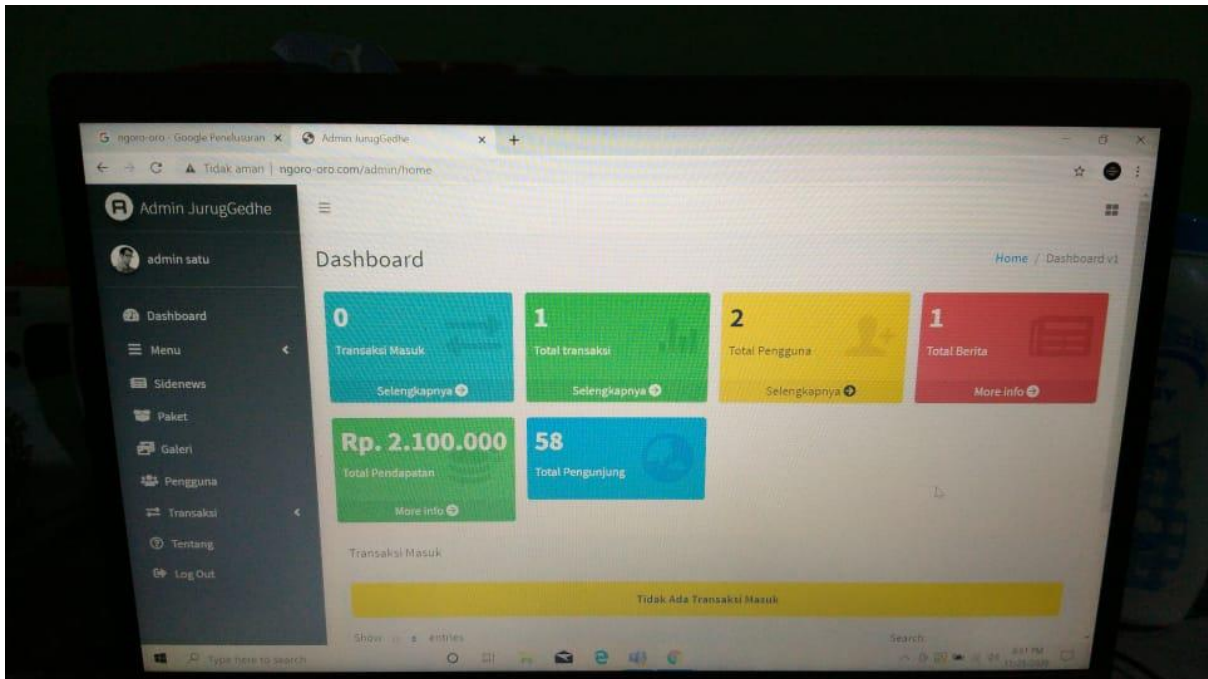 ngoro-oro - Google Penelusuran
Admin JurugGedhe
Tidak aman | ngoro-oro.com/admin/home
Admin JurugGedhe
admin satu
Dashboard
Home / Dashboard v1
Dashboard
Menu
Sidenews
Paket
Galeri
Pengguna
Transaksi
Tentang
Log Out
0
Transaksi Masuk
Selengkapnya
1
Total transaksi
Selengkapnya
2
Total Pengguna
Selengkapnya
1
Total Berita
More info
Rp. 2.100.000
Total Pendapatan
More info
58
Total Pengunjung
Transaksi Masuk
Tidak Ada Transaksi Masuk
Show entries
Search:
Type here to search